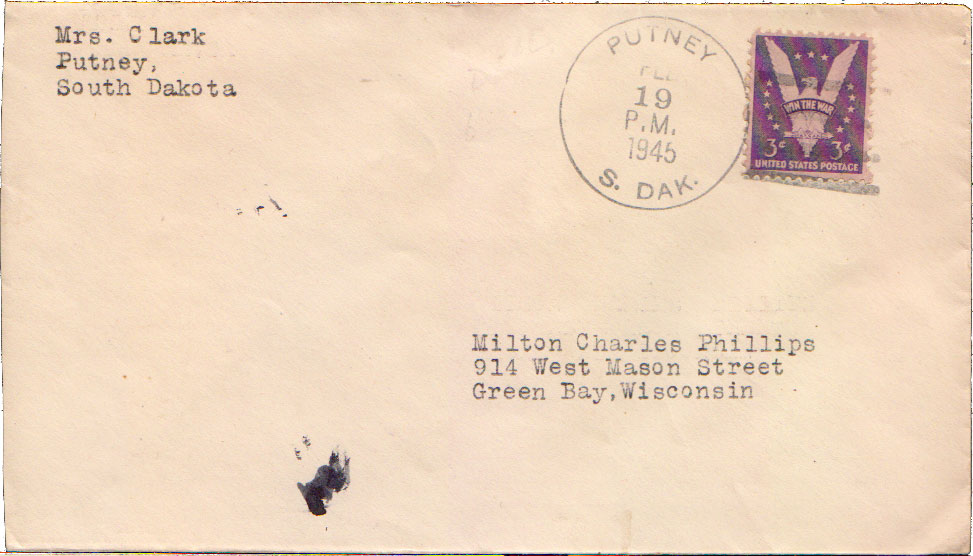 Mrs. Clark
Putney,
South Dakota
PUTNEY
19
P.M.
1945
S. DAK.
WIN THE WAR
3¢ 3¢
UNITED STATES POSTAGE
Milton Charles Phillips
914 West Mason Street
Green Bay,Wisconsin